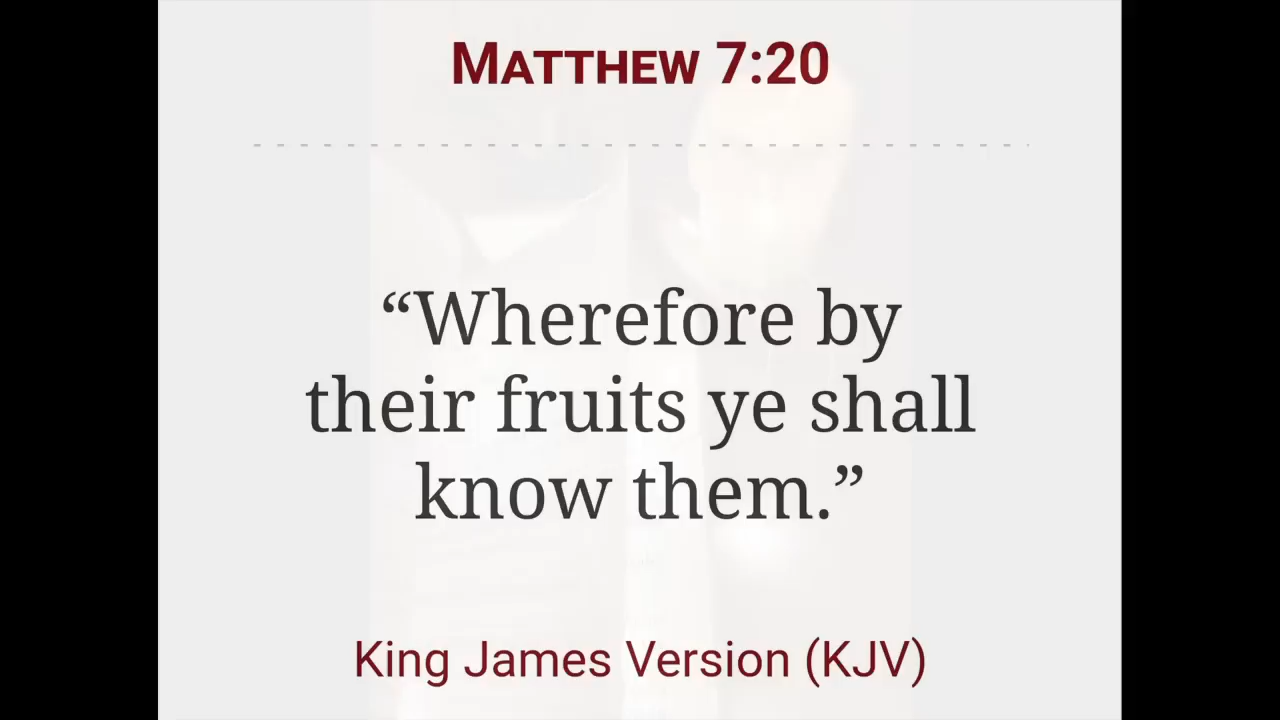 MATTHEW 7:20
“Wherefore by
their fruits ye shall
know them.”
King James Version (KJV)